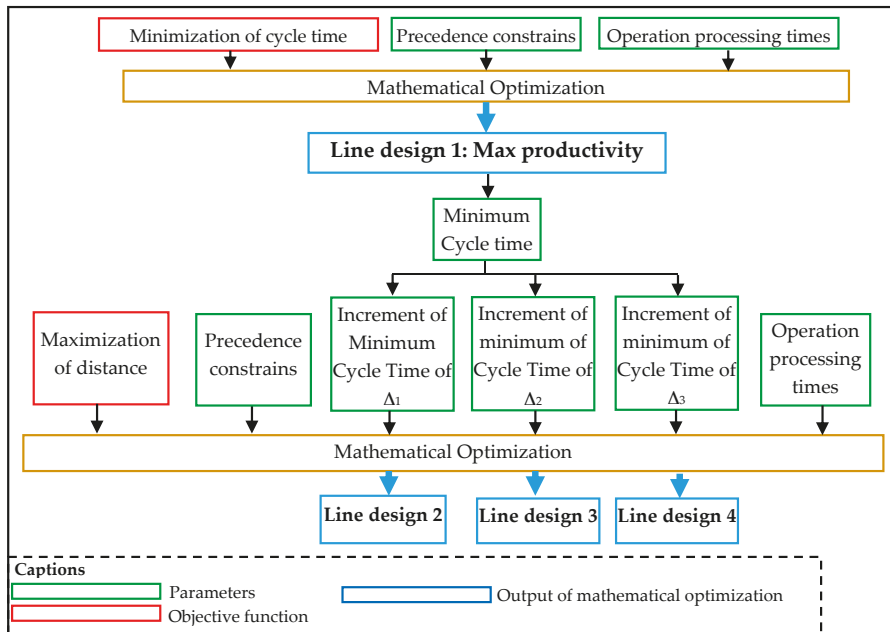 Minimization of cycle time
Precedence constrains
Operation processing times
Mathematical Optimization
Line design 1: Max productivity
Minimum
Cycle time
Maximization
of distance
Precedence
constrains
Increment of
Minimum
Cycle Time of
Δ1
Increment of
minimum of
Cycle Time of
Δ2
Increment of
minimum of
Cycle Time of
Δ3
Operation
processing
times
Mathematical Optimization
Line design 2
Line design 3
Line design 4
Captions
Parameters
Objective function
Output of mathematical optimization